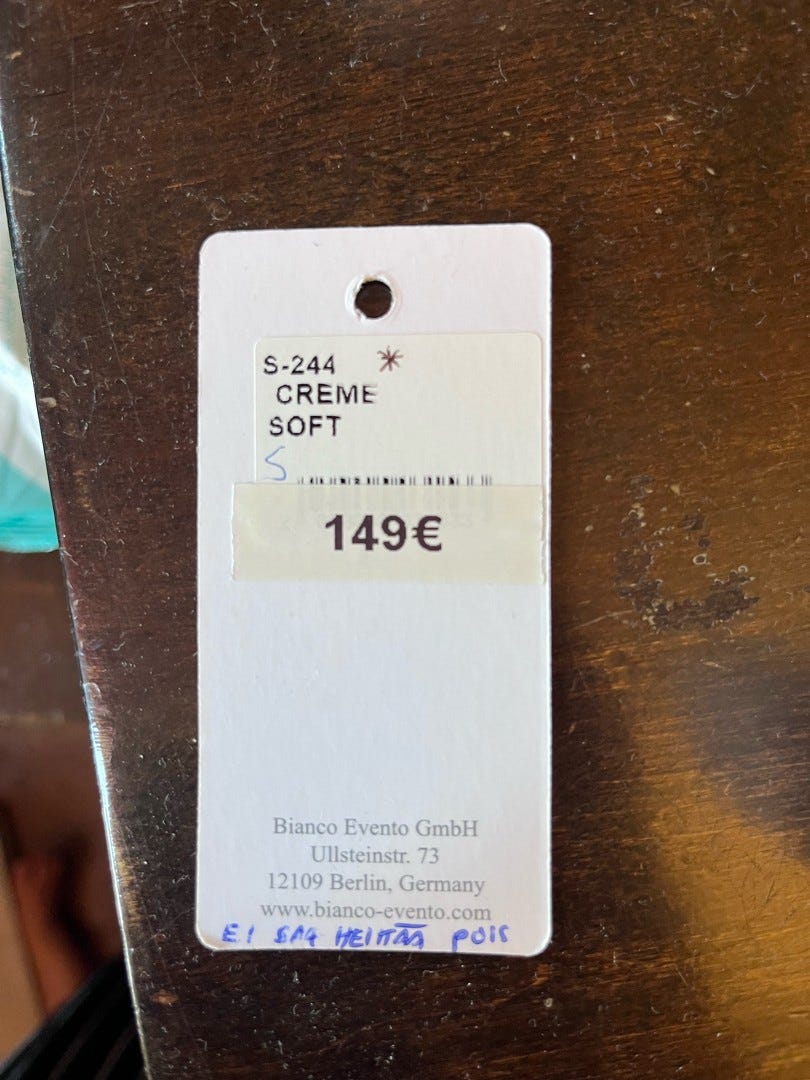 S-244 *
CREME
SOFT
S
149€
Bianco Evento GmbH
Ullsteinstr. 73
12109 Berlin, Germany
www.bianco-evento.com
EI SAA HEITTÄÄ POIS